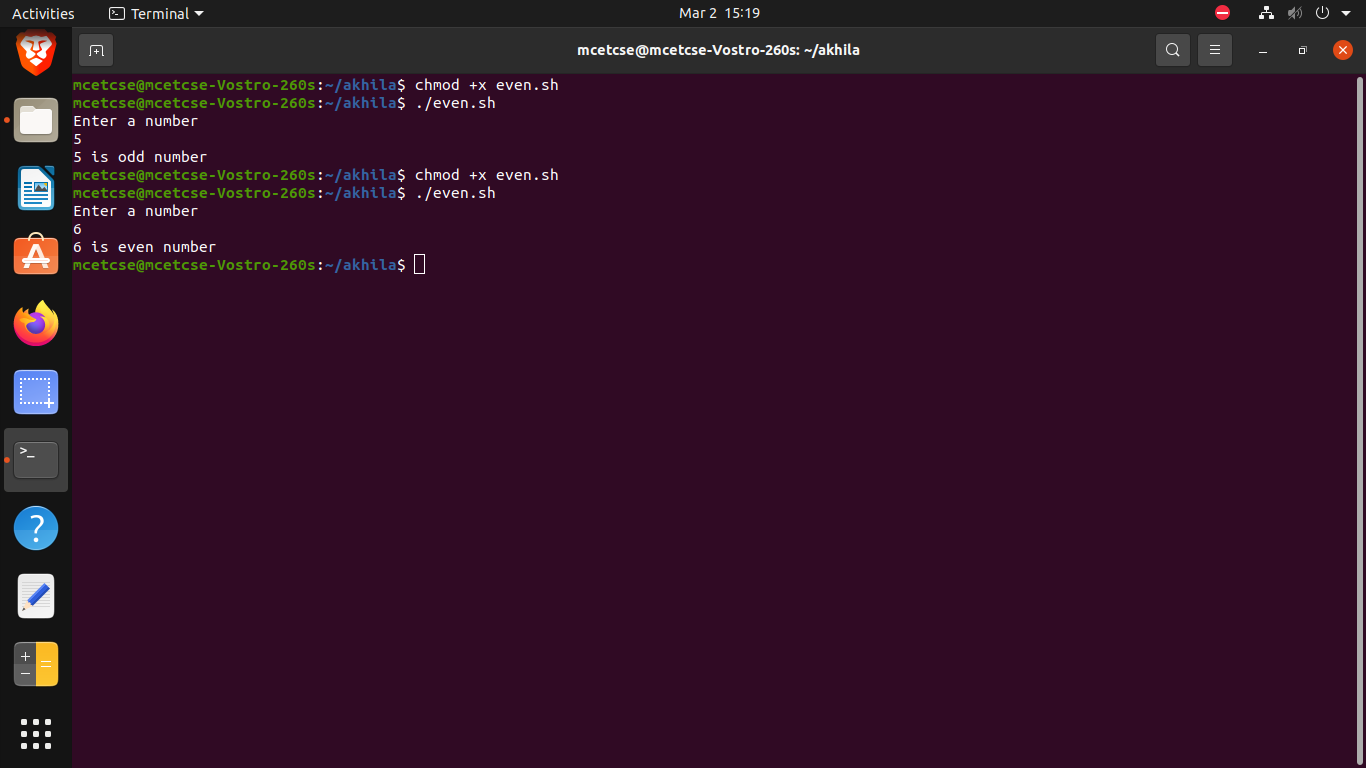 Activities
Terminal
Mar 2 15:19
mcetcse@mcetcse-Vostro-260s: ~/akhila
mcetcse@mcetcse-Vostro-260s:~/akhila$ chmod +x even.sh
mcetcse@mcetcse-Vostro-260s:~/akhila$ ./even.sh
Enter a number
5
5 is odd number
mcetcse@mcetcse-Vostro-260s:~/akhila$ chmod +x even.sh
mcetcse@mcetcse-Vostro-260s:~/akhila$ ./even.sh
Enter a number
6
6 is even number
mcetcse@mcetcse-Vostro-260s:~/akhila$